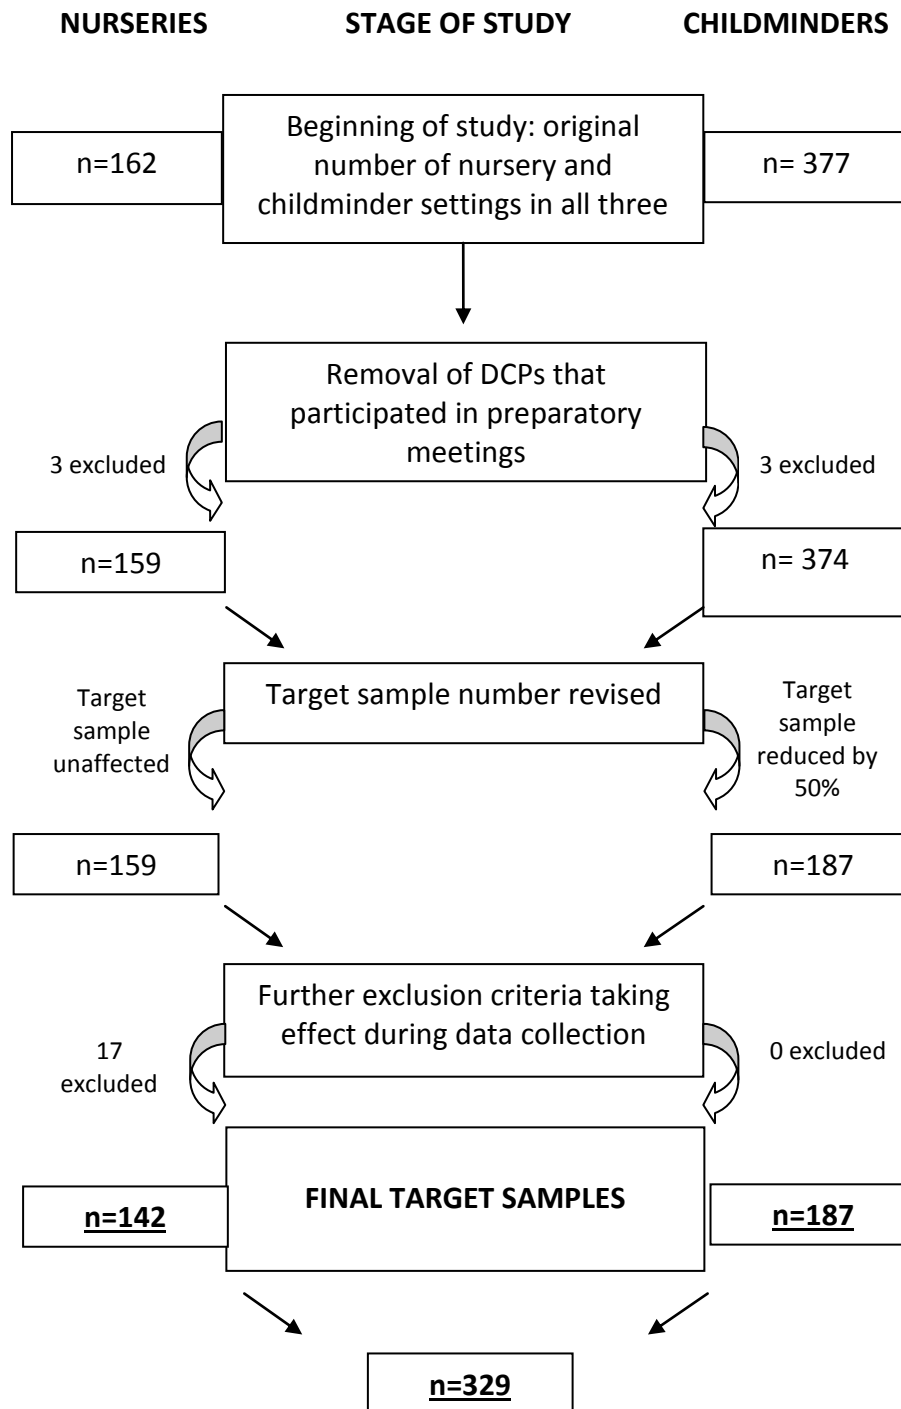 NURSERIES STAGE OF STUDY CHILDMINDERS
n=162
Beginning of study: original
number of nursery and
childminder settings in all three
n= 377
Removal of DCPs that
participated in preparatory
meetings
3 excluded
3 excluded
n=159
n= 374
Target sample number revised
Target
sample
unaffected
Target
sample
reduced by
50%
n=159
n=187
Further exclusion criteria taking
effect during data collection
17
excluded
0 excluded
FINAL TARGET SAMPLES
n=142
n=187
n=329